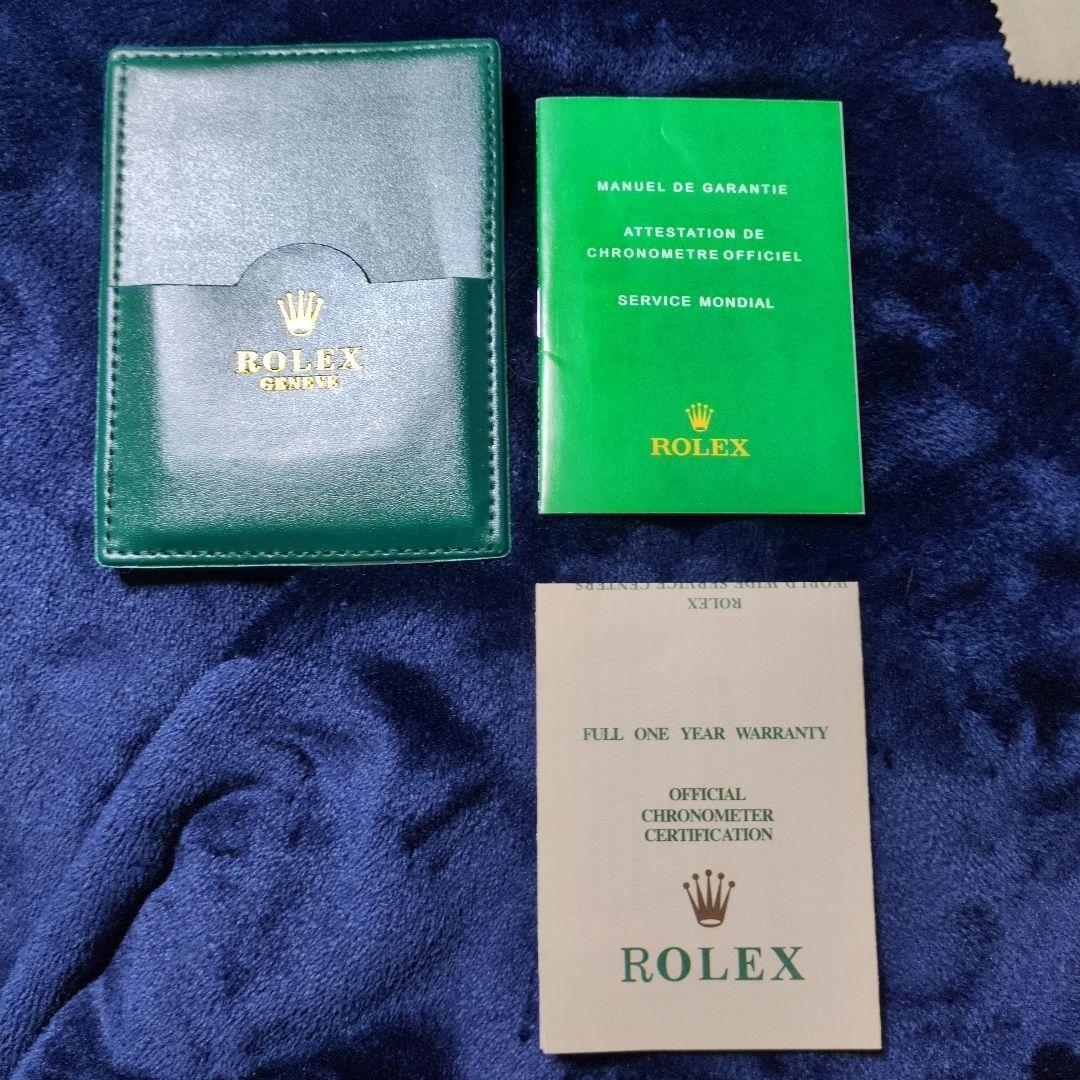 ROLEX
GENEVE
MANUEL DE GARANTIE
ATTESTATION DE
CHRONOMETRE OFFICIEL
SERVICE MONDIAL
ROLEX
WORLD WIDE SERVICE CENTERS
ROLEX
FULL ONE YEAR WARRANTY
OFFICIAL
CHRONOMETER
CERTIFICATION
ROLEX